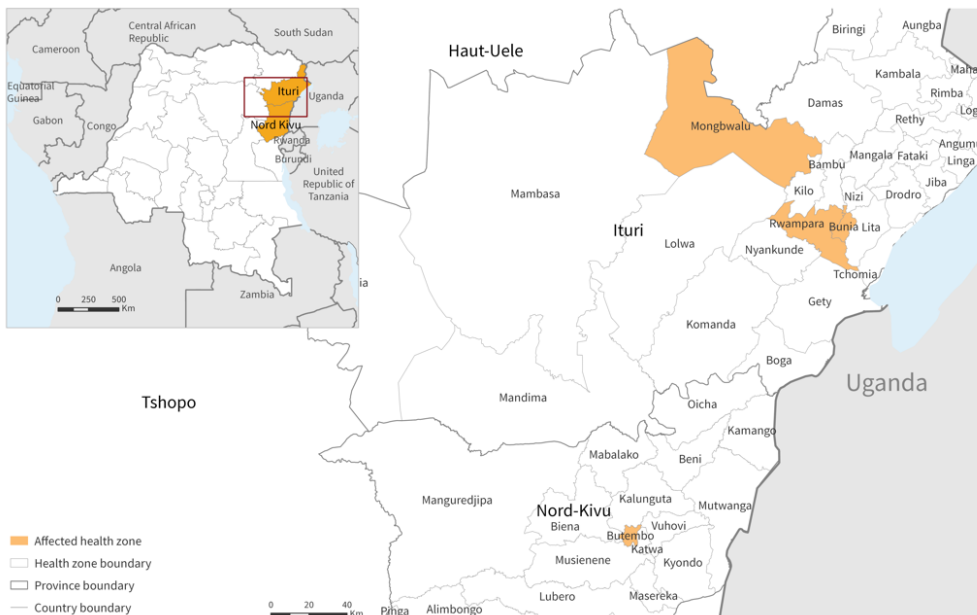 Cameroon
Central African
Republic
South Sudan
Equatorial
Guinea
Gabon
Congo
Ituri
Uganda
Nord Kivu
Rwanda
Burundi
United
Republic of
Tanzania
Angola
Zambia
0 250 500
Km
Haut-Uele
Biringi
Aungba
Kambala
Damas
Rimba
Rethy
Mongbwalu
Bambu
Mangala
Fataki
Linga
Kilo
Nizi
Drodro
Jiba
Mambasa
Ituri
Lolwa
Rwampara
Bunia
Lita
Nyankunde
Tchomia
Gety
Komanda
Boga
Uganda
Mandima
Tshopo
Oicha
Kamango
Mabalako
Beni
Manguredjipa
Kalunguta
Mutwanga
Nord-Kivu
Biena
Vuhovi
Butembo
Katwa
Musienene
Kyondo
Masereka
Lubero
Alimbongo
Pinga
Affected health zone
Health zone boundary
Province boundary
Country boundary
0 20 40
Km